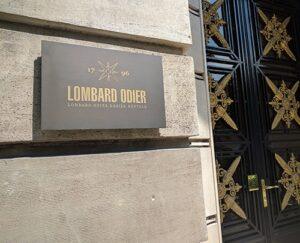 17 96
LOMBARD ODIER
LOMBARD ODIER DARIER HENTSCH